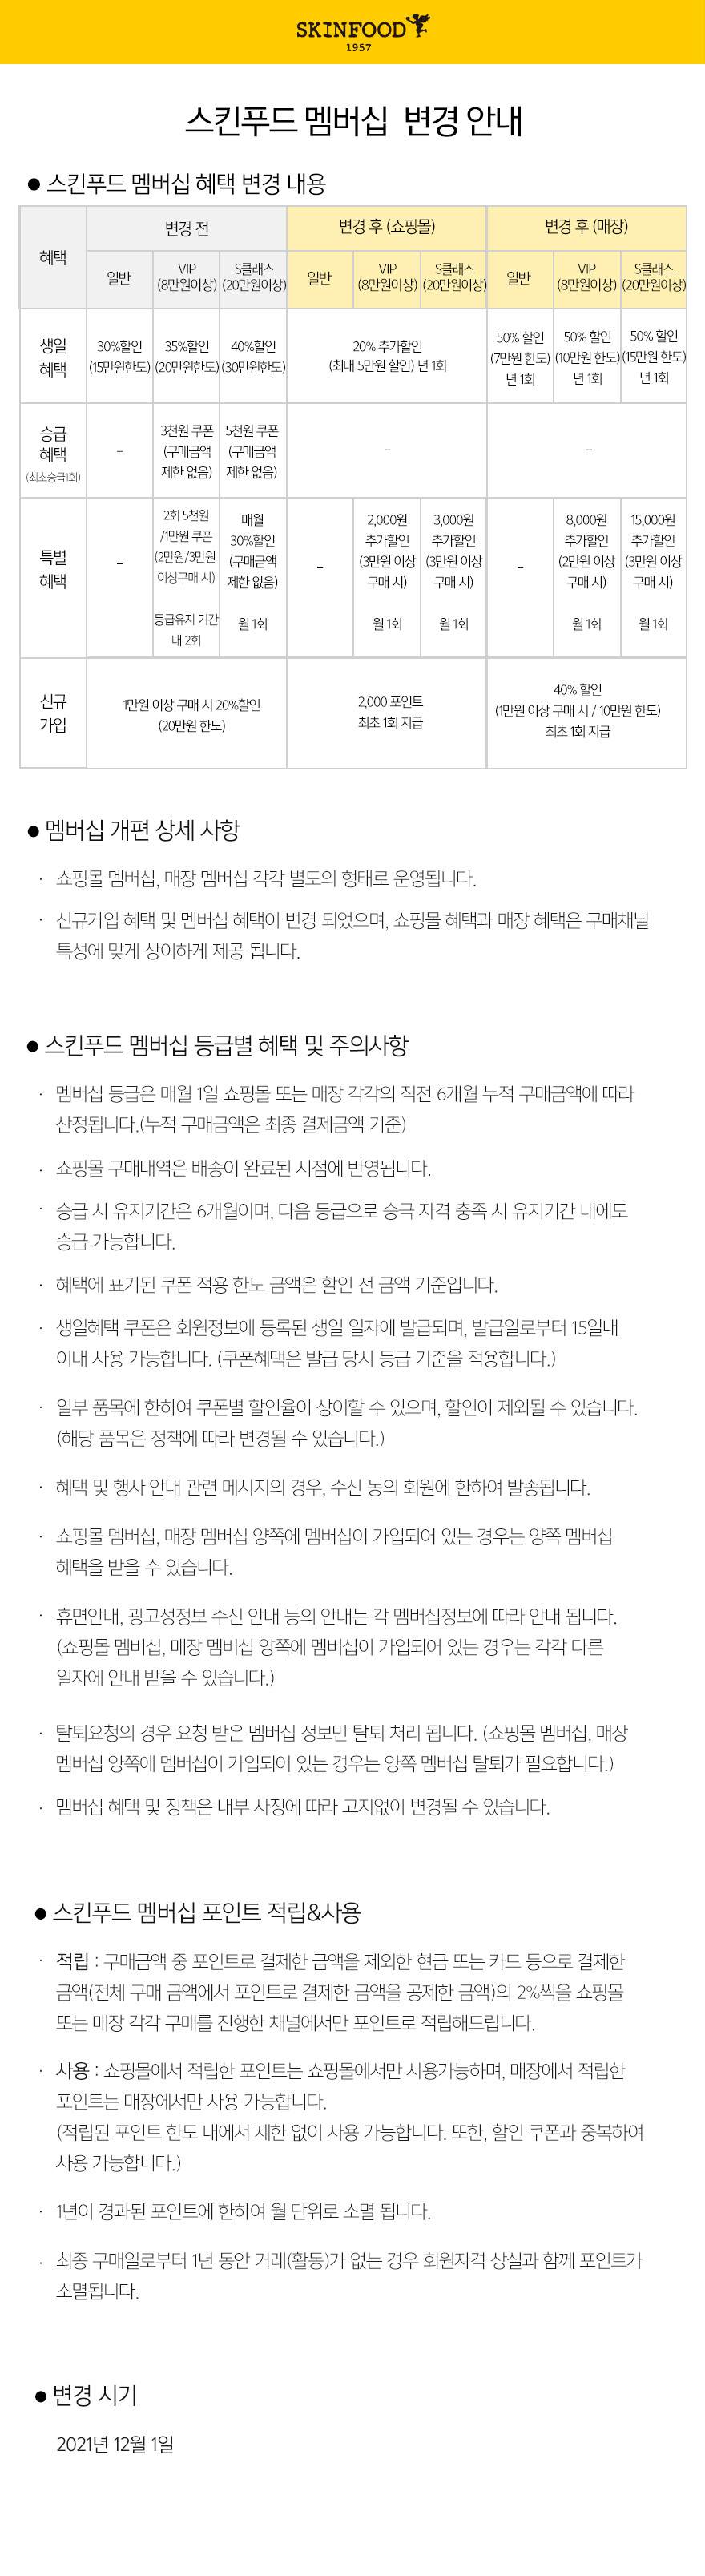 SKINFOOD
1957
스킨푸드 멤버십 변경 안내
● 스킨푸드 멤버십 혜택 변경 내용
혜택
변경 전
변경 후 (쇼핑몰)
변경 후 (매장)
일반
VIP
(8만원이상)
S클래스
(20만원이상)
일반
VIP
(8만원이상)
S클래스
(20만원이상)
일반
VIP
(8만원이상)
S클래스
(20만원이상)
생일
혜택
30%할인
(15만원한도)
35%할인
(20만원한도)
40%할인
(30만원한도)
20% 추가할인
(최대 5만원 할인) 년 1회
50% 할인
(7만원 한도)
년 1회
50% 할인
(10만원 한도)
년 1회
50% 할인
(15만원 한도)
년 1회
승급
혜택
(최초승급1회)
–
3천원 쿠폰
(구매금액
제한 없음)
5천원 쿠폰
(구매금액
제한 없음)
–
–
특별
혜택
–
2회 5천원
/1만원 쿠폰
(2만원/3만원
이상구매 시)
등급유지 기간
내 2회
매월
30%할인
(구매금액
제한 없음)
월 1회
–
2,000원
추가할인
(3만원 이상
구매 시)
월 1회
3,000원
추가할인
(3만원 이상
구매 시)
월 1회
–
8,000원
추가할인
(2만원 이상
구매 시)
월 1회
15,000원
추가할인
(3만원 이상
구매 시)
월 1회
신규
가입
1만원 이상 구매 시 20%할인
(20만원 한도)
2,000 포인트
최초 1회 지급
40% 할인
(1만원 이상 구매 시 / 10만원 한도)
최초 1회 지급
● 멤버십 개편 상세 사항
· 쇼핑몰 멤버십, 매장 멤버십 각각 별도의 형태로 운영됩니다.
· 신규가입 혜택 및 멤버십 혜택이 변경 되었으며, 쇼핑몰 혜택과 매장 혜택은 구매채널
특성에 맞게 상이하게 제공 됩니다.
● 스킨푸드 멤버십 등급별 혜택 및 주의사항
· 멤버십 등급은 매월 1일 쇼핑몰 또는 매장 각각의 직전 6개월 누적 구매금액에 따라
산정됩니다.(누적 구매금액은 최종 결제금액 기준)
· 쇼핑몰 구매내역은 배송이 완료된 시점에 반영됩니다.
· 승급 시 유지기간은 6개월이며, 다음 등급으로 승극 자격 충족 시 유지기간 내에도
승급 가능합니다.
· 혜택에 표기된 쿠폰 적용 한도 금액은 할인 전 금액 기준입니다.
· 생일혜택 쿠폰은 회원정보에 등록된 생일 일자에 발급되며, 발급일로부터 15일내
이내 사용 가능합니다. (쿠폰혜택은 발급 당시 등급 기준을 적용합니다.)
· 일부 품목에 한하여 쿠폰별 할인율이 상이할 수 있으며, 할인이 제외될 수 있습니다.
(해당 품목은 정책에 따라 변경될 수 있습니다.)
· 혜택 및 행사 안내 관련 메시지의 경우, 수신 동의 회원에 한하여 발송됩니다.
· 쇼핑몰 멤버십, 매장 멤버십 양쪽에 멤버십이 가입되어 있는 경우는 양쪽 멤버십
혜택을 받을 수 있습니다.
· 휴면안내, 광고성정보 수신 안내 등의 안내는 각 멤버십정보에 따라 안내 됩니다.
(쇼핑몰 멤버십, 매장 멤버십 양쪽에 멤버십이 가입되어 있는 경우는 각각 다른
일자에 안내 받을 수 있습니다.)
· 탈퇴요청의 경우 요청 받은 멤버십 정보만 탈퇴 처리 됩니다. (쇼핑몰 멤버십, 매장
멤버십 양쪽에 멤버십이 가입되어 있는 경우는 양쪽 멤버십 탈퇴가 필요합니다.)
· 멤버십 혜택 및 정책은 내부 사정에 따라 고지없이 변경될 수 있습니다.
● 스킨푸드 멤버십 포인트 적립&사용
· 적립 : 구매금액 중 포인트로 결제한 금액을 제외한 현금 또는 카드 등으로 결제한
금액(전체 구매 금액에서 포인트로 결제한 금액을 공제한 금액)의 2%씩을 쇼핑몰
또는 매장 각각 구매를 진행한 채널에서만 포인트로 적립해드립니다.
· 사용 : 쇼핑몰에서 적립한 포인트는 쇼핑몰에서만 사용가능하며, 매장에서 적립한
포인트는 매장에서만 사용 가능합니다.
(적립된 포인트 한도 내에서 제한 없이 사용 가능합니다. 또한, 할인 쿠폰과 중복하여
사용 가능합니다.)
· 1년이 경과된 포인트에 한하여 월 단위로 소멸 됩니다.
· 최종 구매일로부터 1년 동안 거래(활동)가 없는 경우 회원자격 상실과 함께 포인트가
소멸됩니다.
● 변경 시기
2021년 12월 1일